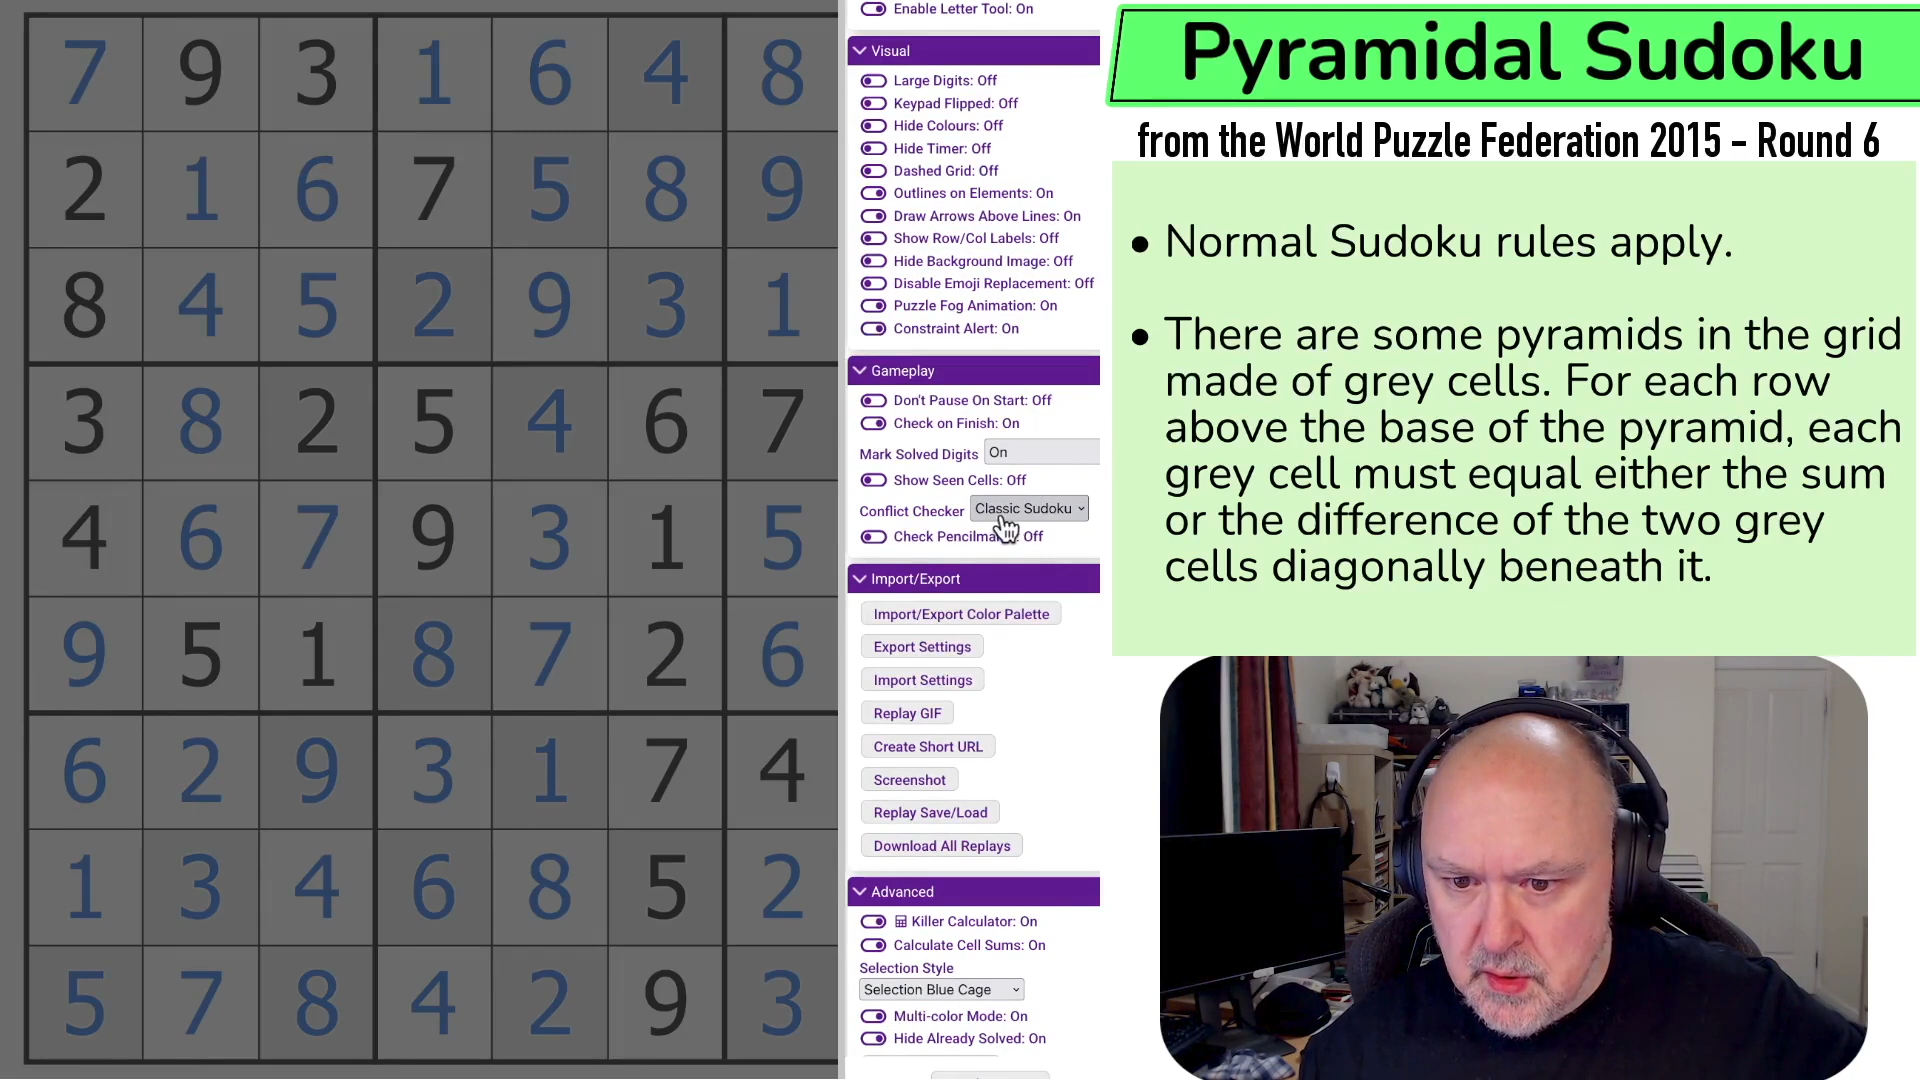 7 9 3 1 6 4 8
2 1 6 7 5 8 9
8 4 5 2 9 3 1
3 8 2 5 4 6 7
4 6 7 9 3 1 5
9 5 1 8 7 2 6
6 2 9 3 1 7 4
1 3 4 6 8 5 2
5 7 8 4 2 9 3
Enable Letter Tool: On
Visual
Large Digits: Off
Keypad Flipped: Off
Hide Colours: Off
Hide Timer: Off
Dashed Grid: Off
Outlines on Elements: On
Draw Arrows Above Lines: On
Show Row/Col Labels: Off
Hide Background Image: Off
Disable Emoji Replacement: Off
Puzzle Fog Animation: On
Constraint Alert: On
Gameplay
Don't Pause On Start: Off
Check on Finish: On
Mark Solved Digits On
Show Seen Cells: Off
Conflict Checker Classic Sudoku
Check Off
Import/Export
Import/Export Color Palette
Export Settings
Import Settings
Replay GIF
Create Short URL
Screenshot
Replay Save/Load
Download All Replays
Advanced
Killer Calculator: On
Calculate Cell Sums: On
Selection Style
Selection Blue Cage
Multi-color Mode: On
Hide Already Solved: On
Pyramidal Sudoku
from the World Puzzle Federation 2015 - Round 6
• Normal Sudoku rules apply.
• There are some pyramids in the grid
made of grey cells. For each row
above the base of the pyramid, each
grey cell must equal either the sum
or the difference of the two grey
cells diagonally beneath it.